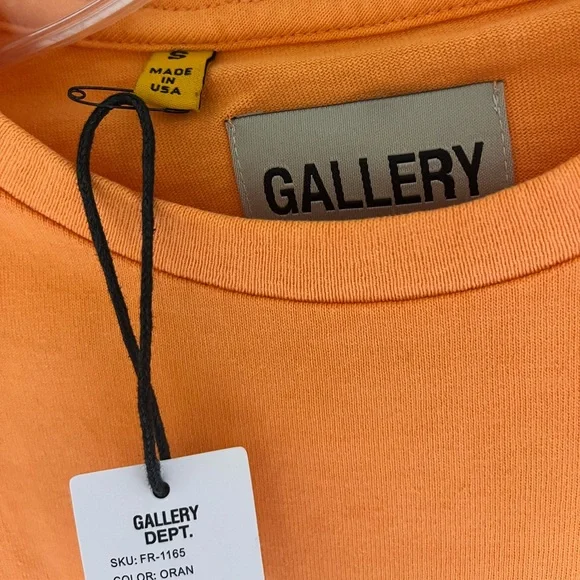 S
MADE
IN
USA
GALLERY
GALLERY
DEPT.
SKU: FR-1165
COLOR: ORAN